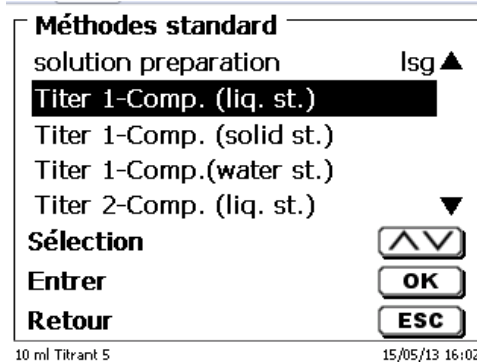 Méthodes standard
solution preparation lsg
Titer 1-Comp. (liq. st.)
Titer 1-Comp. (solid st.)
Titer 1-Comp.(water st.)
Titer 2-Comp. (liq. st.)
Sélection
Entrer OK
Retour ESC
10 ml Titrant 5 15/05/13 16:02